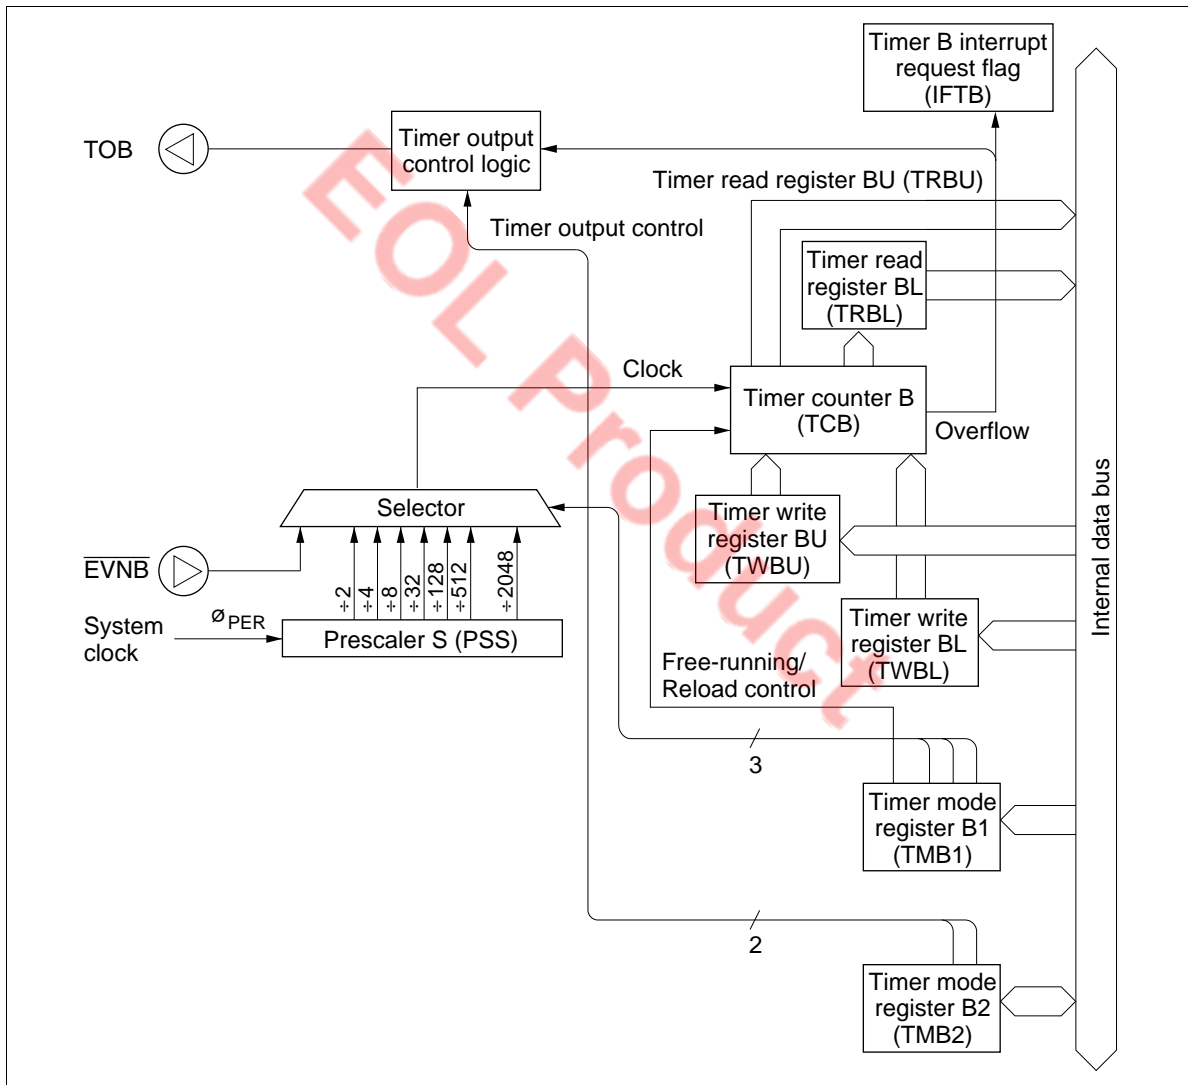 Timer B interrupt
request flag
(IFTB)
TOB
Timer output
control logic
Timer read register BU (TRBU)
Timer output control
Timer read
register BL
(TRBL)
Clock
Timer counter B
(TCB)
Overflow
Selector
Timer write
register BU
(TWBU)
EVNB
÷2
÷4
÷8
÷32
÷128
÷512
÷2048
System
clock
øPER
Prescaler S (PSS)
Timer write
register BL
(TWBL)
Free-running/
Reload control
3
Timer mode
register B1
(TMB1)
2
Timer mode
register B2
(TMB2)
Internal data bus
EOL Product